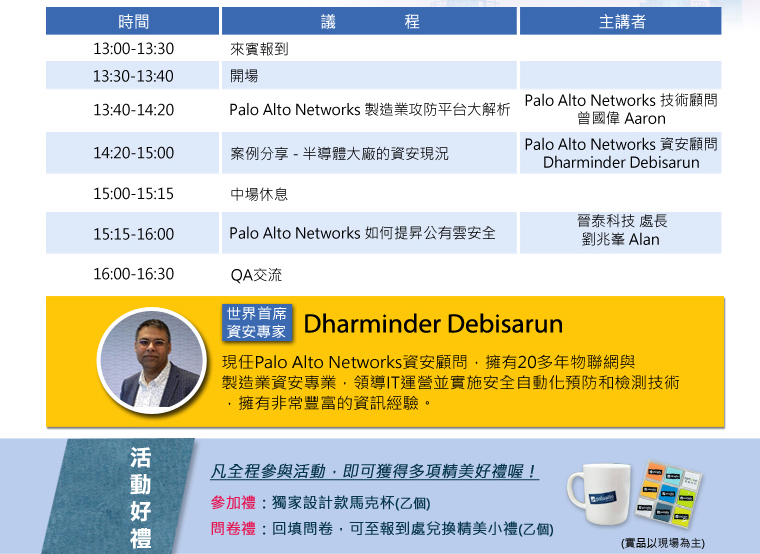 時間 議程 主講者
13:00-13:30 來賓報到
13:30-13:40 開場
13:40-14:20 Palo Alto Networks 製造業攻防平台大解析 Palo Alto Networks 技術顧問
曾國偉 Aaron
14:20-15:00 案例分享 - 半導體大廠的資安現況 Palo Alto Networks 資安顧問
Dharminder Debisarun
15:00-15:15 中場休息
15:15-16:00 Palo Alto Networks 如何提昇公有雲安全 晉泰科技 處長
劉兆峯 Alan
16:00-16:30 QA交流
世界首席
資安專家
Dharminder Debisarun
現任Palo Alto Networks資安顧問，擁有20多年物聯網與
製造業資安專業，領導IT運營並實施安全自動化預防和檢測技術
，擁有非常豐富的資訊經驗。
活動好禮
凡全程參與活動，即可獲得多項精美好禮喔！
參加禮：獨家設計款馬克杯(乙個)
問卷禮：回填問卷，可至報到處兌換精美小禮(乙個)
(實品以現場為主)